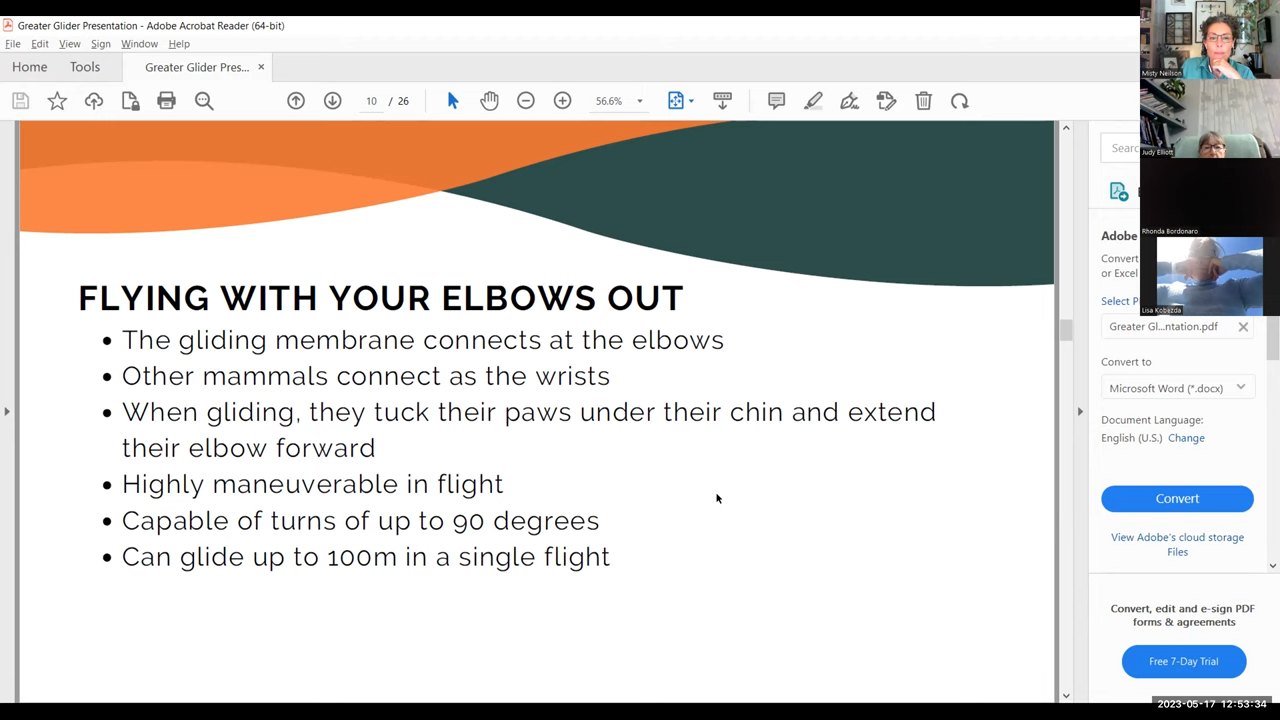 Greater Glider Presentation - Adobe Acrobat Reader (64-bit)
File Edit View Sign Window Help
Home Tools Greater Glider Pres... ×
10 / 26 56.6%
Misty Neilson
Judy Elliott
Rhonda Bordonaro
Lisa Kobezda
Sear
FLYING WITH YOUR ELBOWS OUT
• The gliding membrane connects at the elbows
• Other mammals connect as the wrists
• When gliding, they tuck their paws under their chin and extend
their elbow forward
• Highly maneuverable in flight
• Capable of turns of up to 90 degrees
• Can glide up to 100m in a single flight
Adobe
Convert
or Excel
Select P
Greater Gl...ntation.pdf
Convert to
Microsoft Word (*.docx)
Document Language:
English (U.S.) Change
Convert
View Adobe's cloud storage
Files
Convert, edit and e-sign PDF
forms & agreements
Free 7-Day Trial
2023-05-17 12:53:34